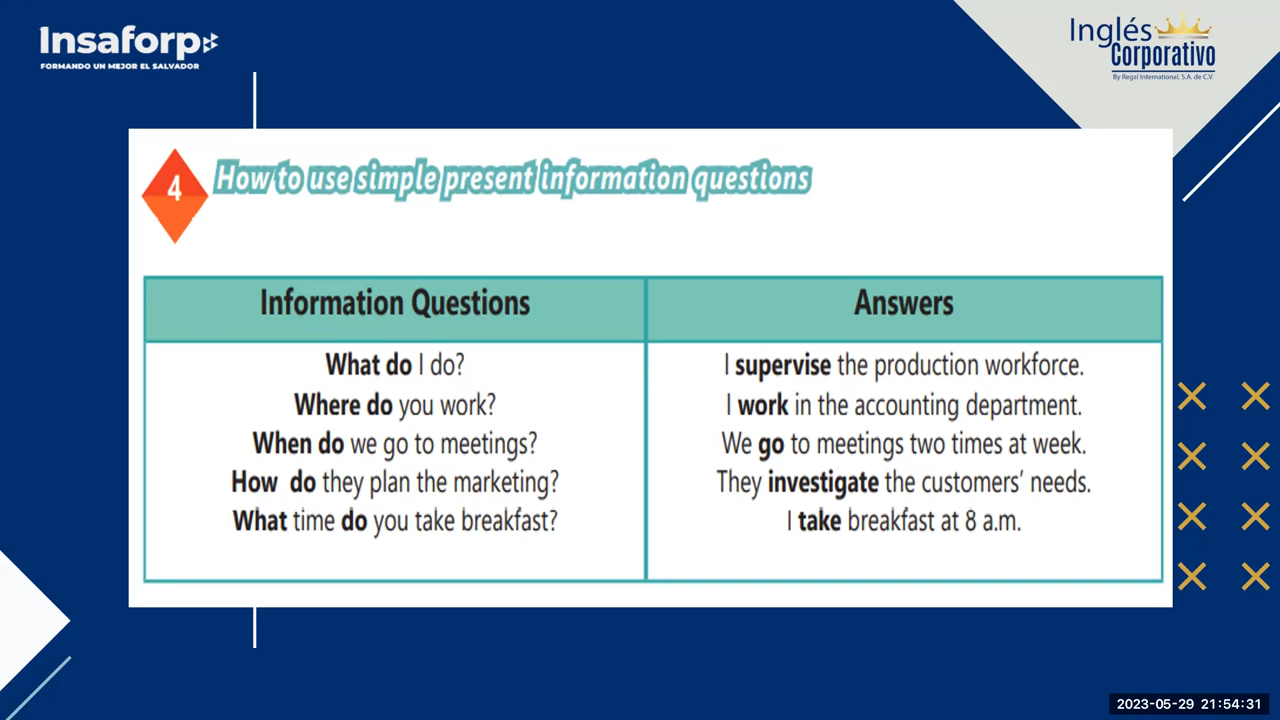 Insaforp
FORMANDO UN MEJOR EL SALVADOR
Inglés
Corporativo
By Regal International, S.A. de C.V.
4
How to use simple present information questions
Information Questions
Answers
What do I do?
I supervise the production workforce.
Where do you work?
I work in the accounting department.
When do we go to meetings?
We go to meetings two times at week.
How do they plan the marketing?
They investigate the customers’ needs.
What time do you take breakfast?
I take breakfast at 8 a.m.
2023-05-29 21:54:31